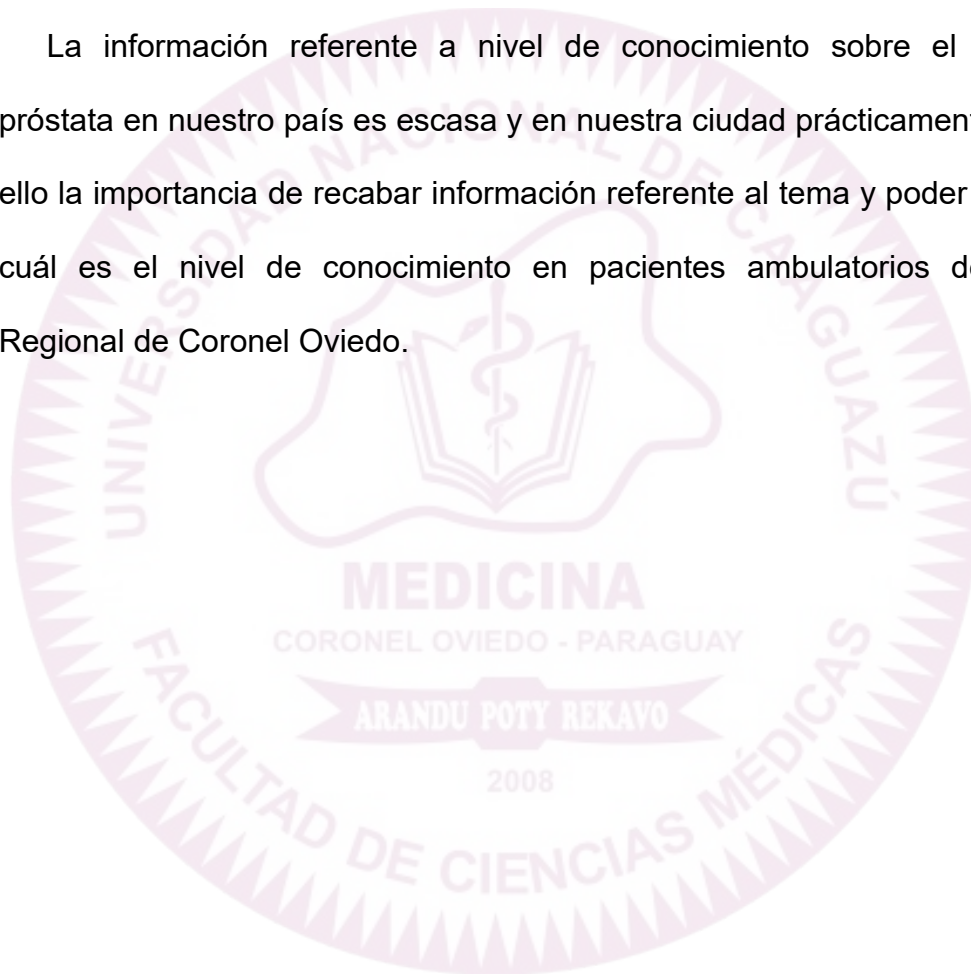 La información referente a nivel de conocimiento sobre el
próstata en nuestro país es escasa y en nuestra ciudad prácticament
ello la importancia de recabar información referente al tema y poder
cuál es el nivel de conocimiento en pacientes ambulatorios d
Regional de Coronel Oviedo.
UNIVERSDAD NACIONAL DE CAAGUAZÚ
MEDICINA
CORONEL OVIEDO - PARAGUAY
ARANDU POTY REKAVO
2008
FACULTAD DE CIENCIAS MÉDICAS